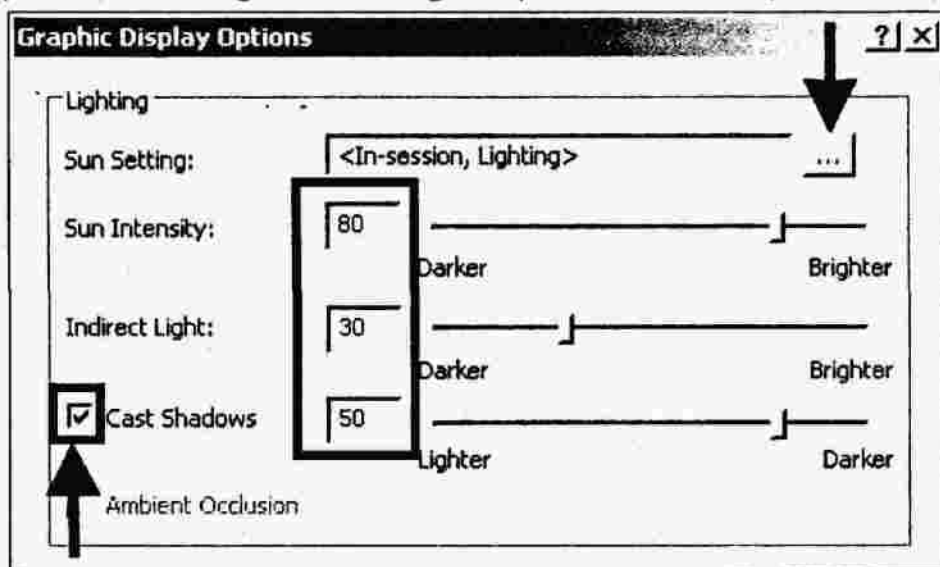 Graphic Display Options ? ×
Lighting
Sun Setting: <In-session, Lighting> ...
Sun Intensity: 80
Darker Brighter
Indirect Light: 30
Darker Brighter
Cast Shadows 50
Lighter Darker
Ambient Occlusion